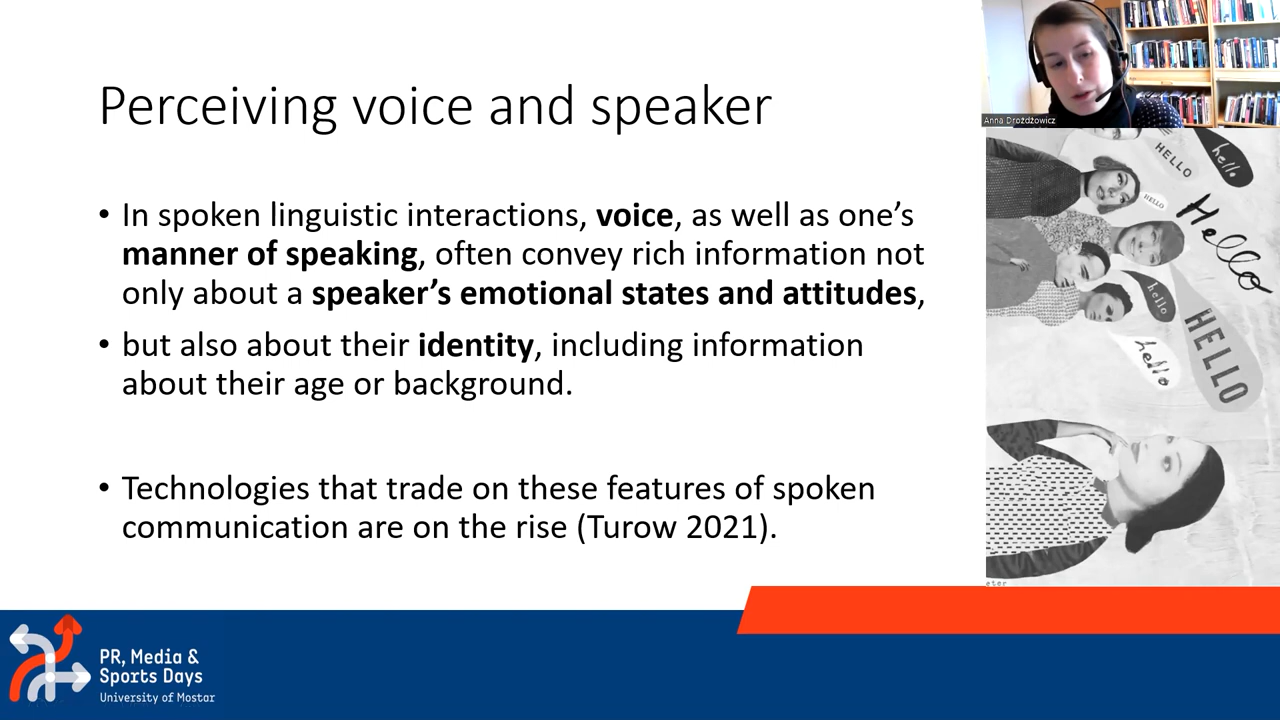 Perceiving voice and speaker
• In spoken linguistic interactions, voice, as well as one’s
manner of speaking, often convey rich information not
only about a speaker’s emotional states and attitudes,
• but also about their identity, including information
about their age or background.
• Technologies that trade on these features of spoken
communication are on the rise (Turow 2021).
Anna Drożdżowicz
HELLO
hello
HELLO
Hello
hello
HELLO
hello
eter
PR, Media &
Sports Days
University of Mostar